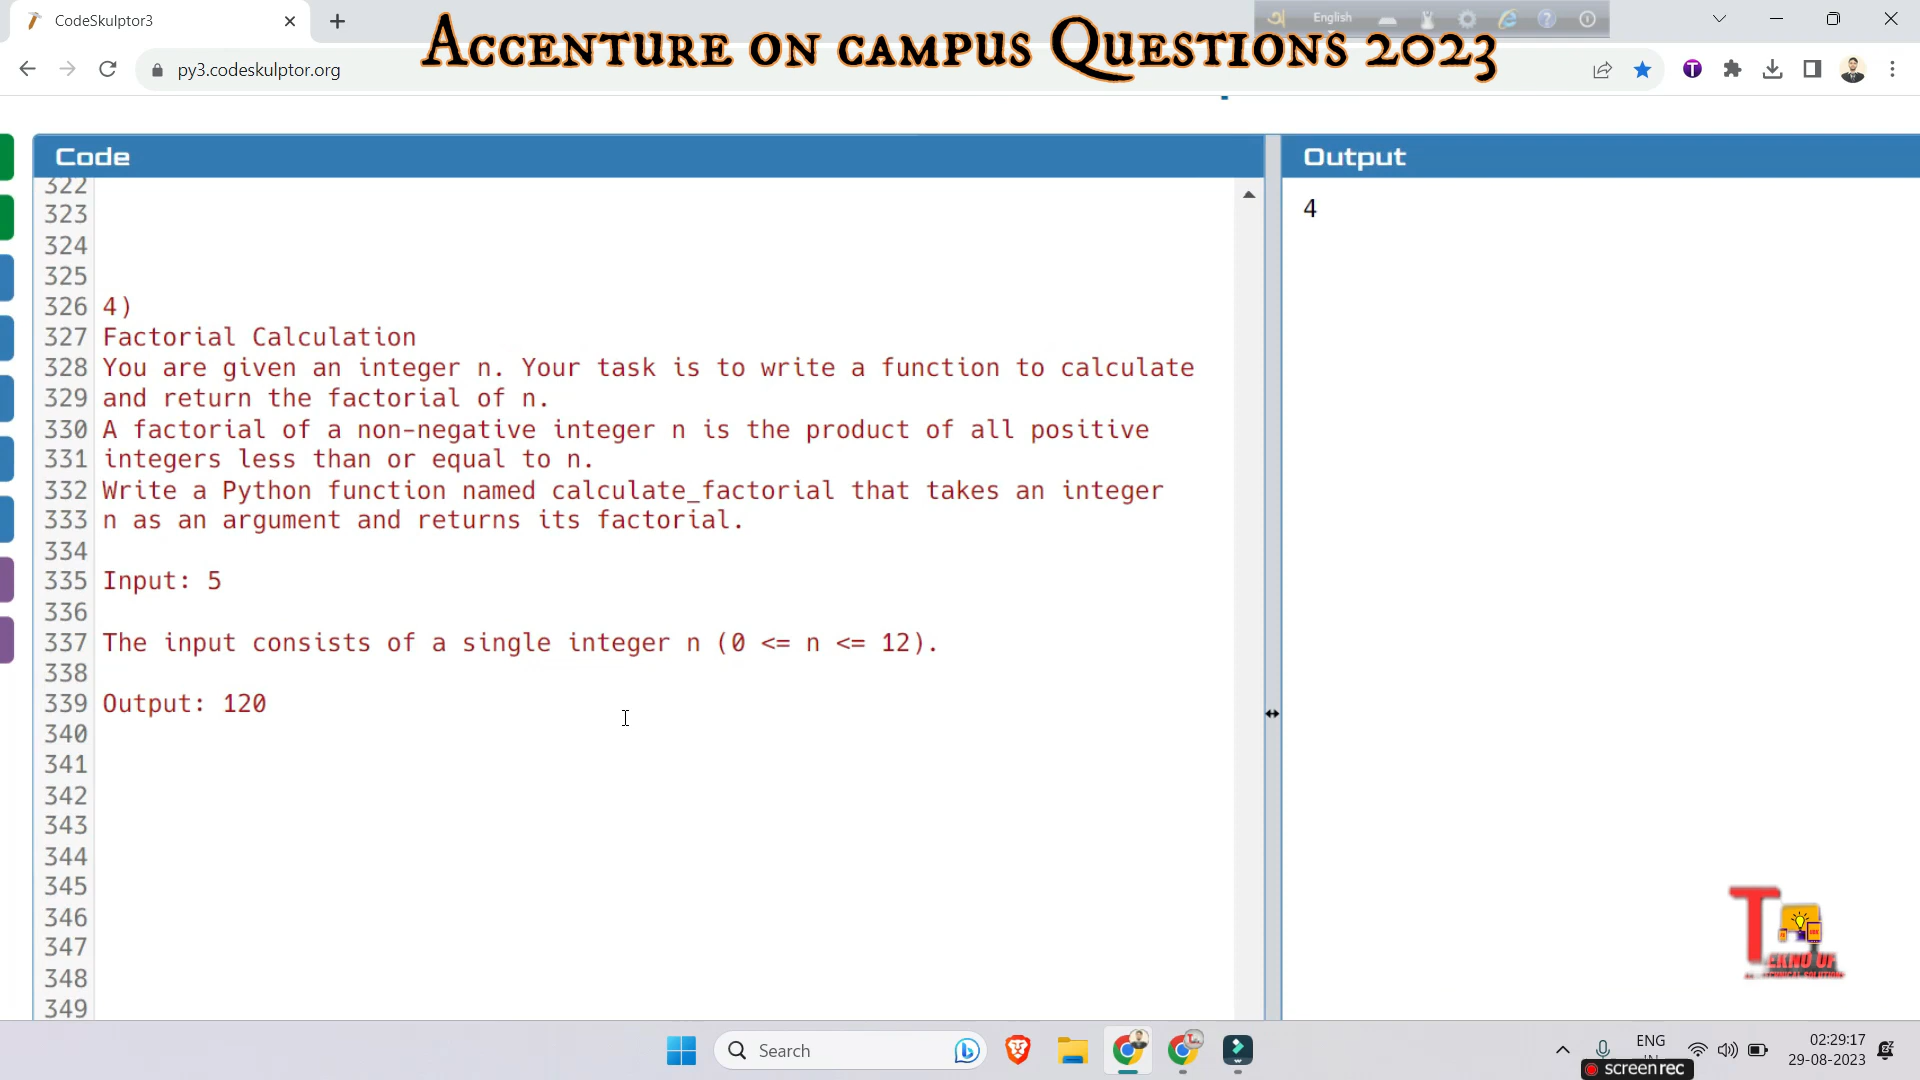 CodeSkulptor3
Accenture on campus Questions 2023
English
py3.codeskulptor.org
Code
Output
322
323
4
324
325
326 4)
327 Factorial Calculation
328 You are given an integer n. Your task is to write a function to calculate
329 and return the factorial of n.
330 A factorial of a non-negative integer n is the product of all positive
331 integers less than or equal to n.
332 Write a Python function named calculate_factorial that takes an integer
333 n as an argument and returns its factorial.
334
335 Input: 5
336
337 The input consists of a single integer n (0 <= n <= 12).
338
339 Output: 120
340
341
342
343
344
345
346
347
348
349
Search
ENG
02:29:17
29-08-2023
screenrec